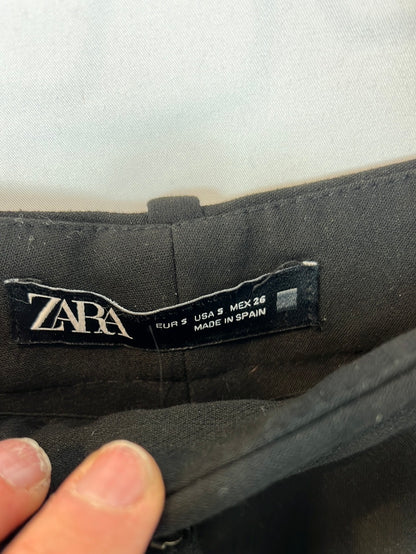 ZARA
EUR S USA S MEX 26
MADE IN SPAIN